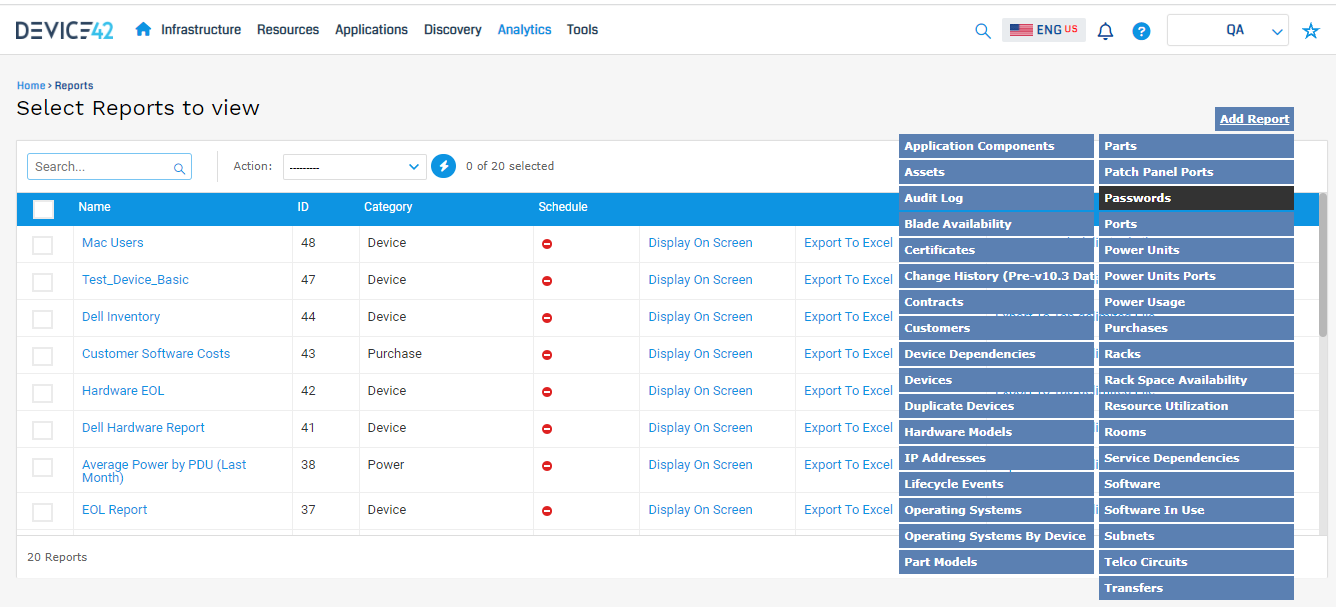 DEVICE42 Infrastructure Resources Applications Discovery Analytics Tools ENG US ? QA
Home › Reports
Select Reports to view
Add Report
Search... Action: --------- 0 of 20 selected
Name ID Category Schedule
Mac Users 48 Device Display On Screen Export To Excel
Test_Device_Basic 47 Device Display On Screen Export To Excel
Dell Inventory 44 Device Display On Screen Export To Excel
Customer Software Costs 43 Purchase Display On Screen Export To Excel
Hardware EOL 42 Device Display On Screen Export To Excel
Dell Hardware Report 41 Device Display On Screen Export To Excel
Average Power by PDU (Last
Month) 38 Power Display On Screen Export To Excel
EOL Report 37 Device Display On Screen Export To Excel
20 Reports
Application Components
Assets
Audit Log
Blade Availability
Certificates
Change History (Pre-v10.3 Dat
Contracts
Customers
Device Dependencies
Devices
Duplicate Devices
Hardware Models
IP Addresses
Lifecycle Events
Operating Systems
Operating Systems By Device
Part Models
Parts
Patch Panel Ports
Passwords
Ports
Power Units
Power Units Ports
Power Usage
Purchases
Racks
Rack Space Availability
Resource Utilization
Rooms
Service Dependencies
Software
Software In Use
Subnets
Telco Circuits
Transfers